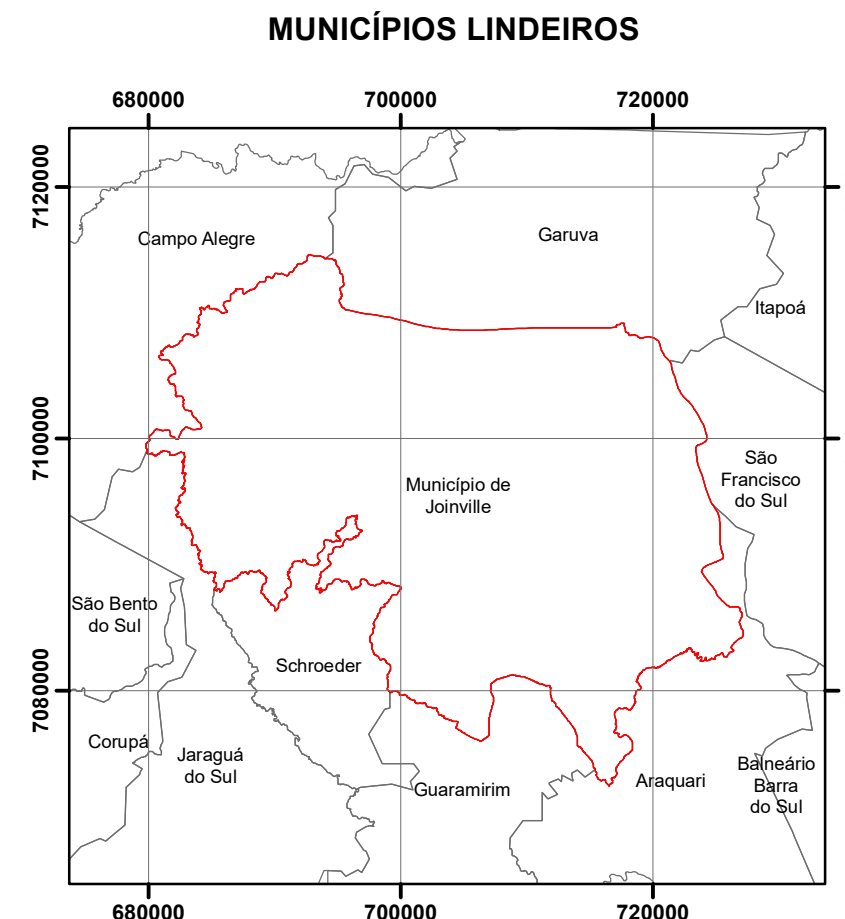 MUNICÍPIOS LINDEIROS
680000 700000 720000
7120000
Campo Alegre
Garuva
Itapoá
7100000
São
Francisco
do Sul
Município de
Joinville
São Bento
do Sul
Schroeder
7080000
Corupá
Jaraguá
do Sul
Guaramirim
Araquari
Balneário
Barra
do Sul
680000 700000 720000